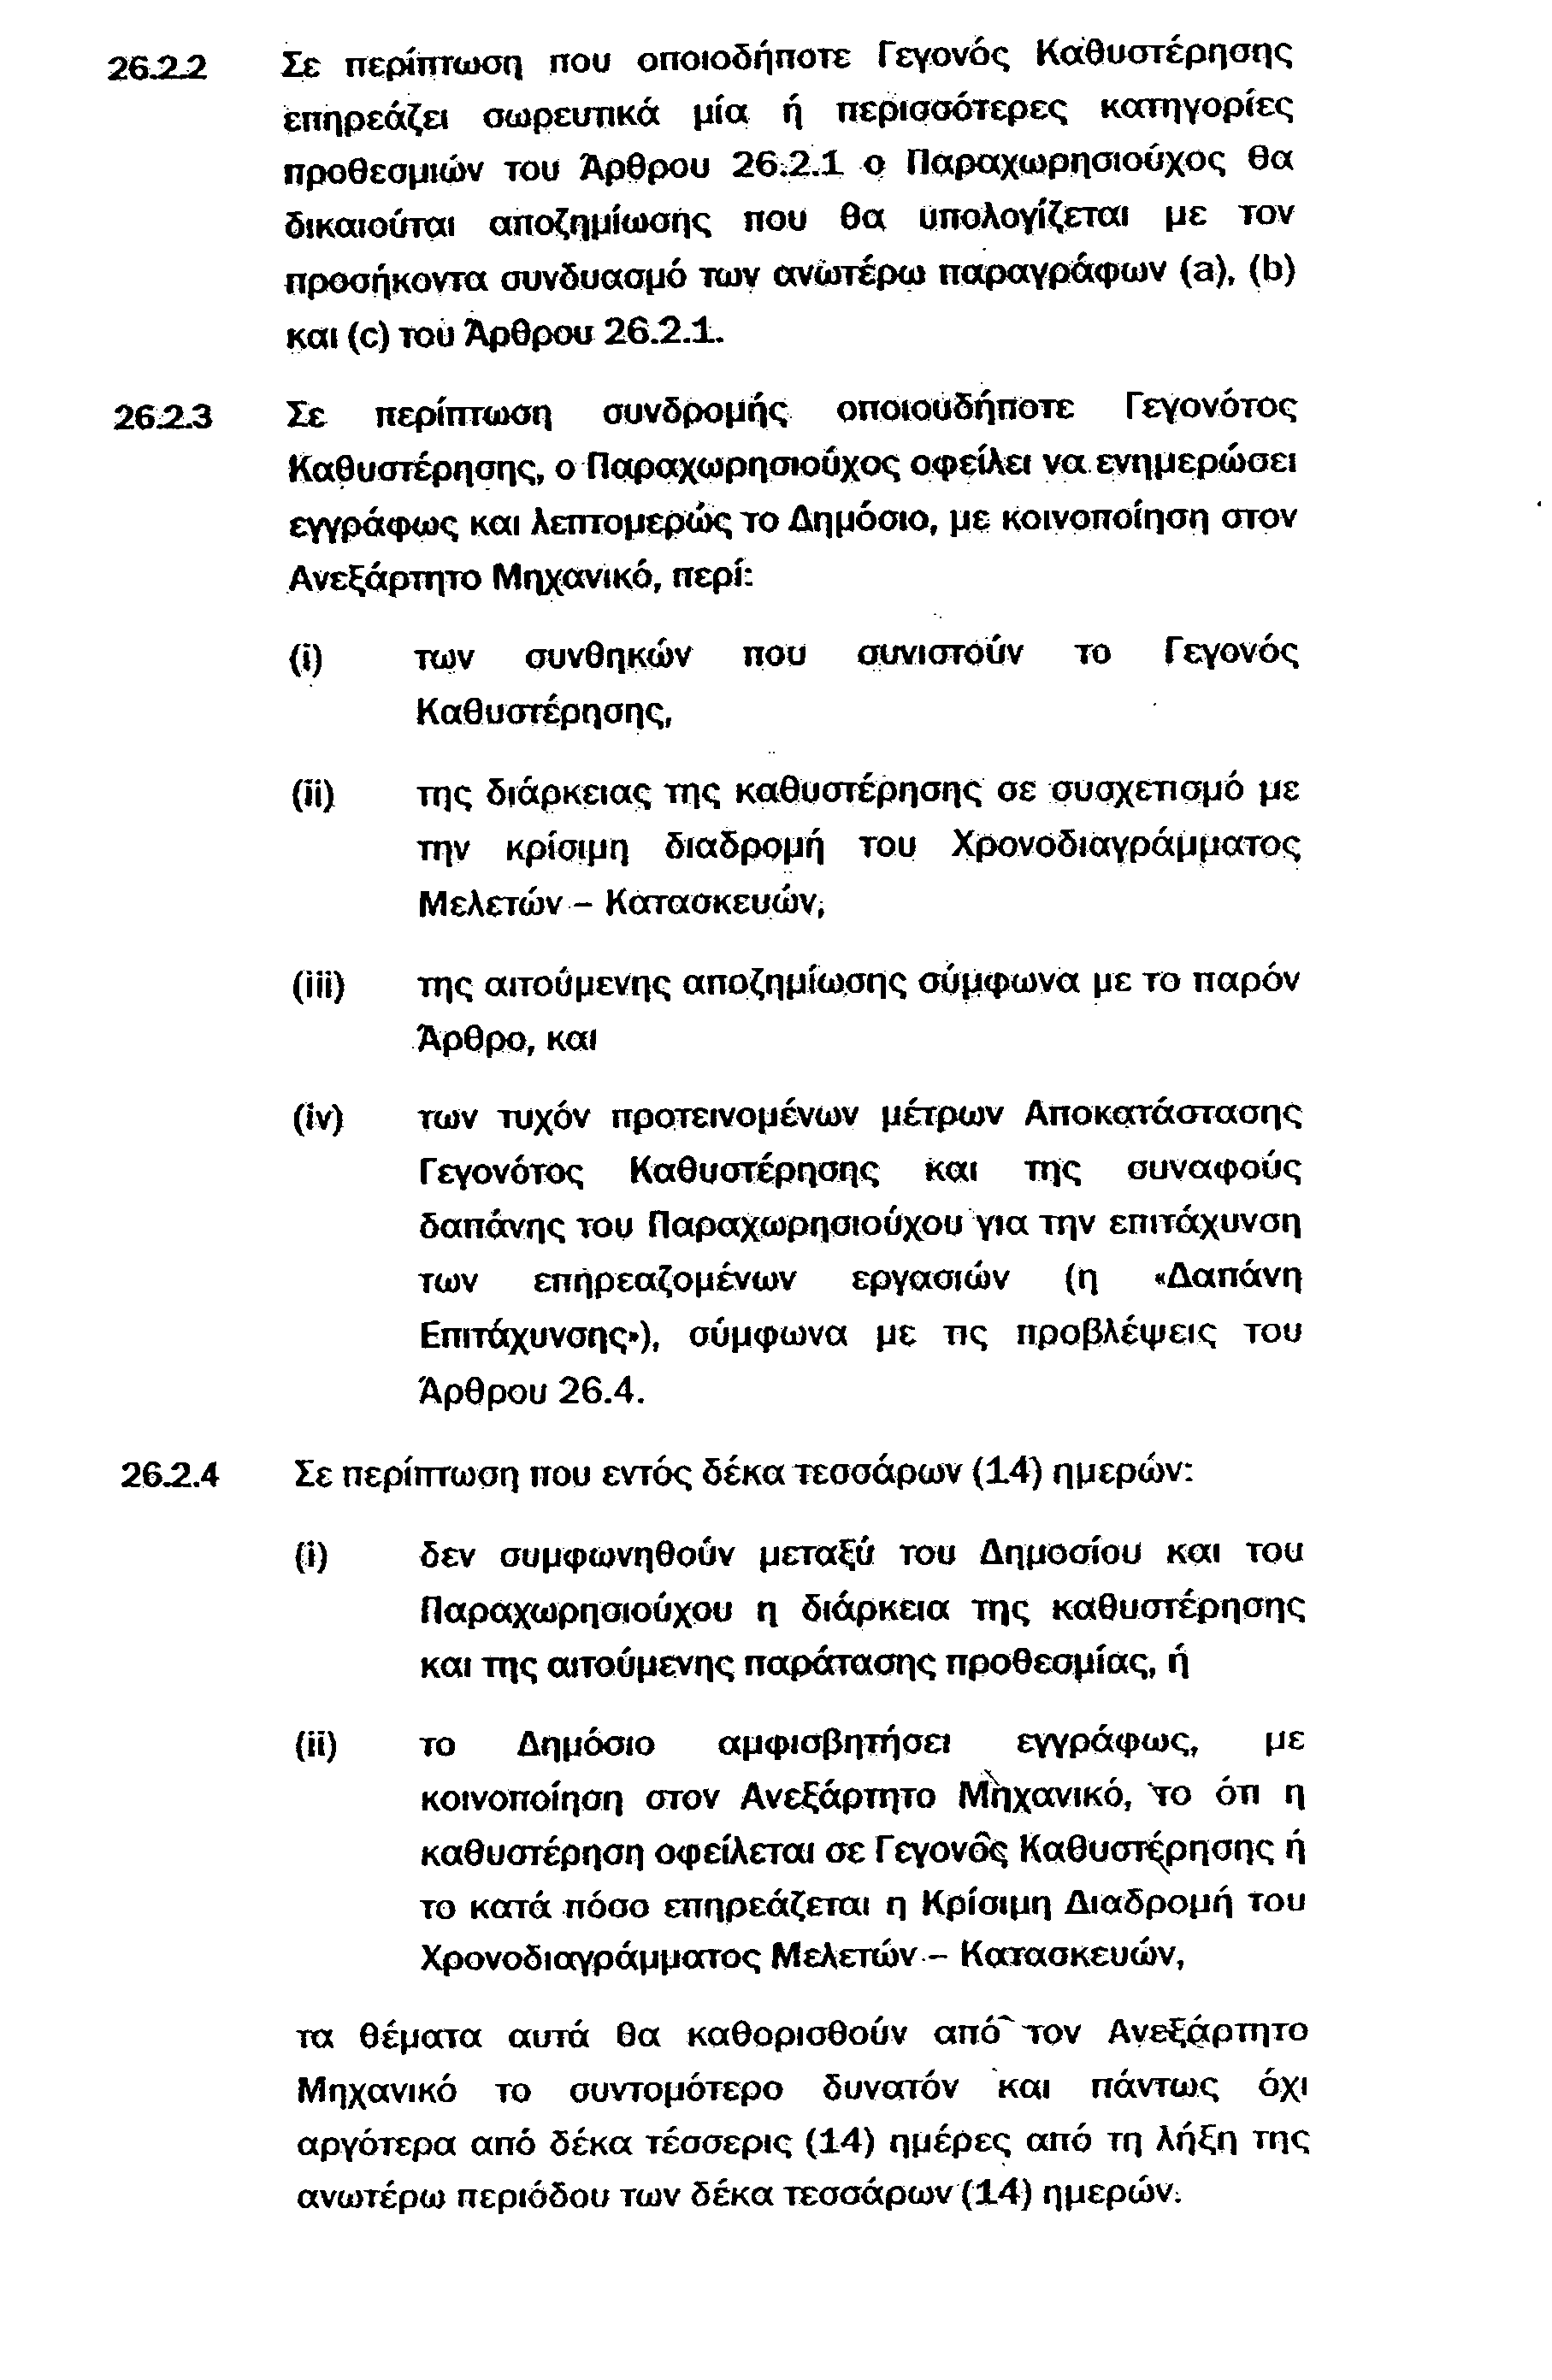 26.2.2 Σε περίπτωση που οποιοδήποτε Γεγονός Καθυστέρησης
επηρεάζει σωρευτικά μία ή περισσότερες κατηγορίες
προθεσμιών του Άρθρου 26.2.1 ο Παραχωρησιούχος θα
δικαιούται αποζημίωσης που θα υπολογίζεται με τον
προσήκοντα συνδυασμό των ανωτέρω παραγράφων (a), (b)
και (c) του Άρθρου 26.2.1.
26.2.3 Σε περίπτωση συνδρομής οποιουδήποτε Γεγονότος
Καθυστέρησης, ο Παραχωρησιούχος οφείλει να ενημερώσει
εγγράφως και λεπτομερώς το Δημόσιο, με κοινοποίηση στον
Ανεξάρτητο Μηχανικό, περί:
(i) των συνθηκών που συνιστούν το Γεγονός
Καθυστέρησης,
(ii) της διάρκειας της καθυστέρησης σε συσχετισμό με
την κρίσιμη διαδρομή του Χρονοδιαγράμματος
Μελετών – Κατασκευών,
(iii) της αιτούμενης αποζημίωσης σύμφωνα με το παρόν
Άρθρο, και
(iv) των τυχόν προτεινομένων μέτρων Αποκατάστασης
Γεγονότος Καθυστέρησης και της συναφούς
δαπάνης του Παραχωρησιούχου για την επιτάχυνση
των επηρεαζομένων εργασιών (η «Δαπάνη
Επιτάχυνσης»), σύμφωνα με τις προβλέψεις του
Άρθρου 26.4.
26.2.4 Σε περίπτωση που εντός δέκα τεσσάρων (14) ημερών:
(i) δεν συμφωνηθούν μεταξύ του Δημοσίου και του
Παραχωρησιούχου η διάρκεια της καθυστέρησης
και της αιτούμενης παράτασης προθεσμίας, ή
(ii) το Δημόσιο αμφισβητήσει εγγράφως, με
κοινοποίηση στον Ανεξάρτητο Μηχανικό, το ότι η
καθυστέρηση οφείλεται σε Γεγονός Καθυστέρησης ή
το κατά πόσο επηρεάζεται η Κρίσιμη Διαδρομή του
Χρονοδιαγράμματος Μελετών – Κατασκευών,
τα θέματα αυτά θα καθορισθούν από τον Ανεξάρτητο
Μηχανικό το συντομότερο δυνατόν και πάντως όχι
αργότερα από δέκα τέσσερις (14) ημέρες από τη λήξη της
ανωτέρω περιόδου των δέκα τεσσάρων (14) ημερών.